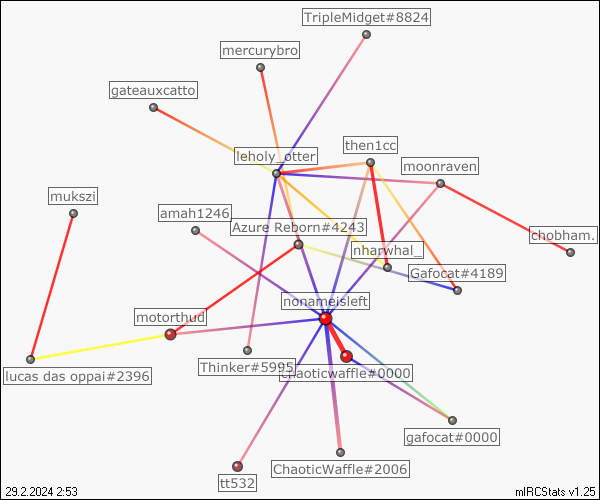 TripleMidget#8824
mercurybro
gateauxcatto
then1cc
leholy_otter
moonraven
mukszi
amah1246
Azure Reborn#4243
chobham.
nharwhal_
Gafocat#4189
nonameisleft
motorthrd
Thinker#5995
chaoticwaffle#0000
lucas das oppai#2396
gafocat#0000
ChaoticWaffle#2006
tt532
29.2.2024 2:53
mIRCStats v1.25